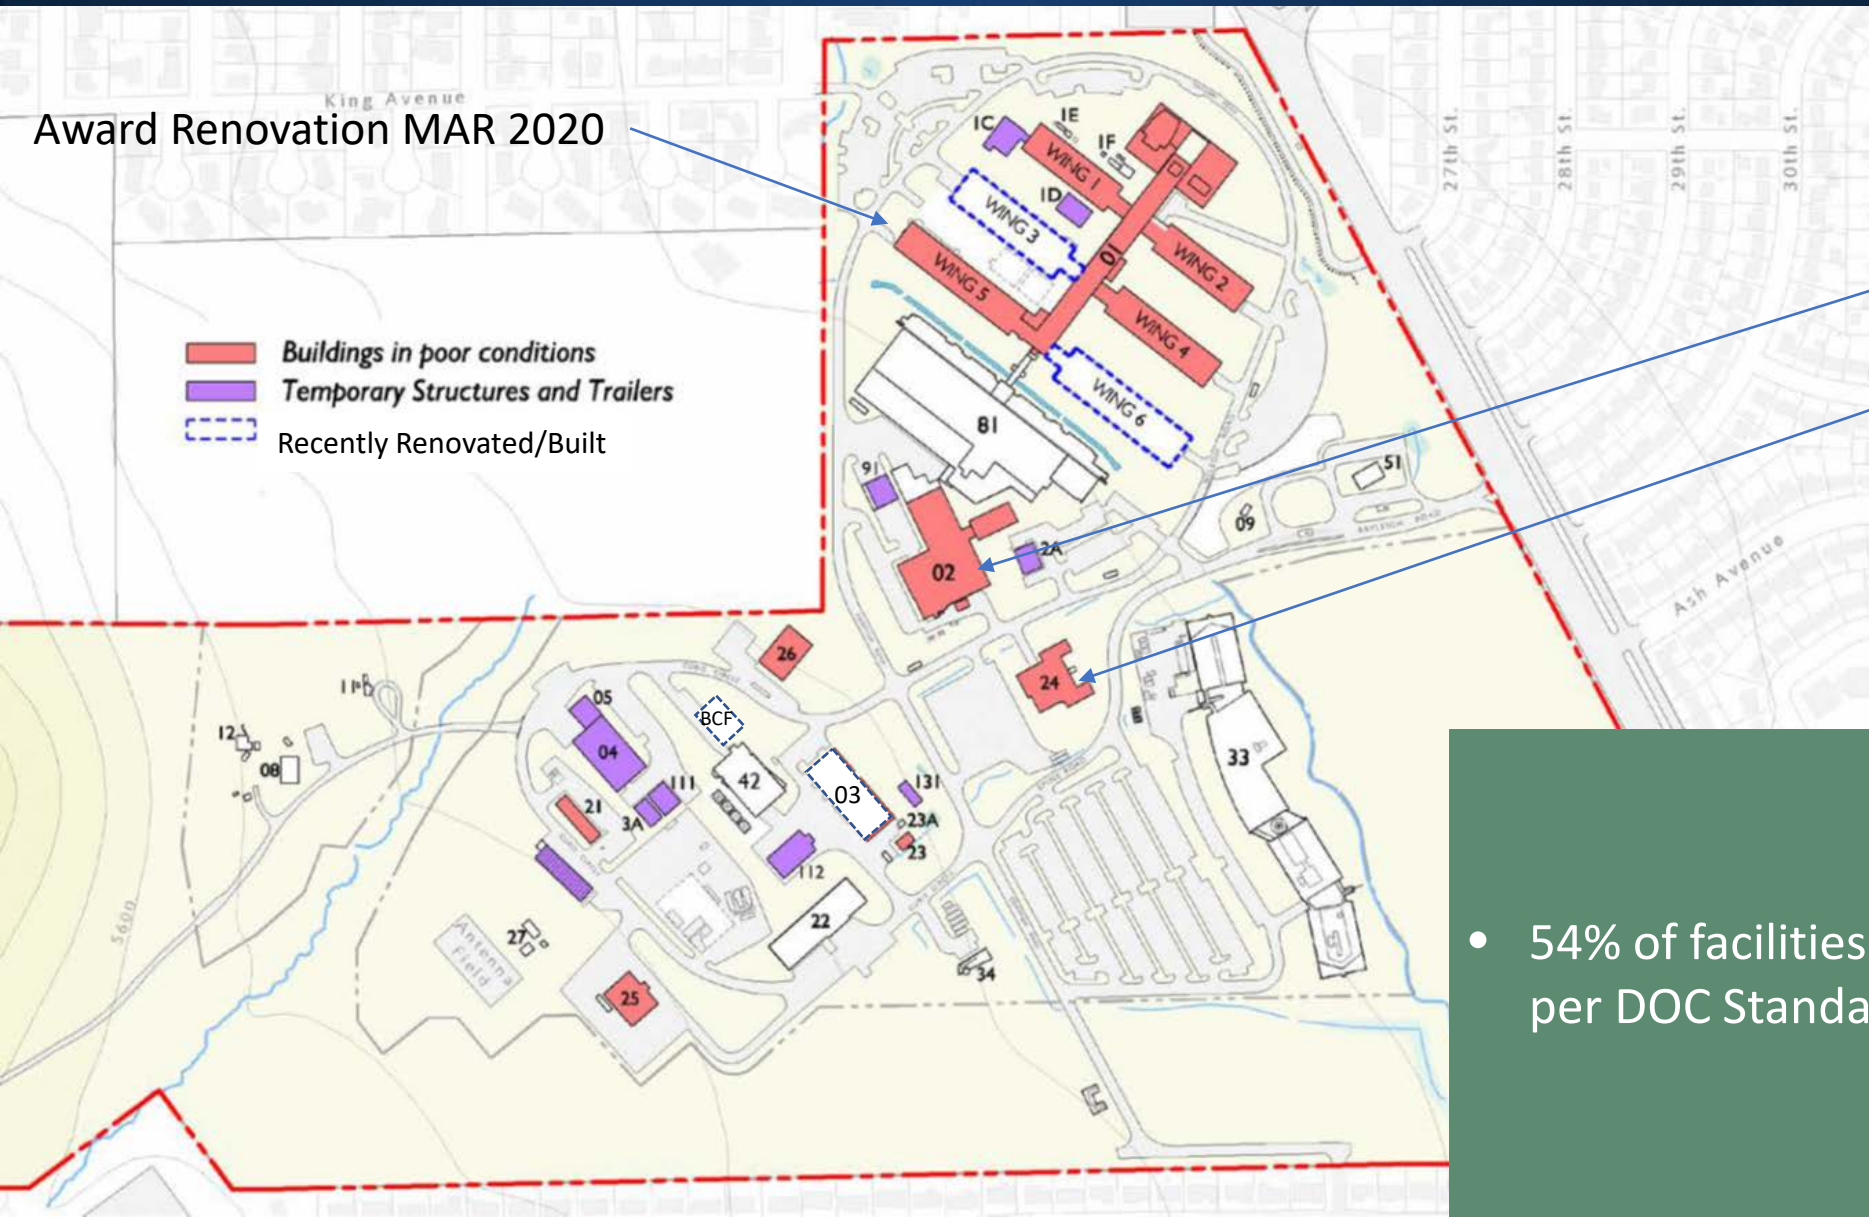 King Avenue
Award Renovation MAR 2020
27th St.
28th St
29th St.
30th St.
Ash Avenue
Buildings in poor conditions
Temporary Structures and Trailers
Recently Renovated/Built
1C
1E
1F
WING 1
1D
WING 3
01
WING 2
WING 5
WING 4
WING 6
81
91
51
09
02
2A
26
24
11
12
08
05
BCF
04
42
03
33
111
131
21
3A
23A
23
112
22
27
Antenna
Field
34
25
5600
• 54% of facilities
per DOC Standa